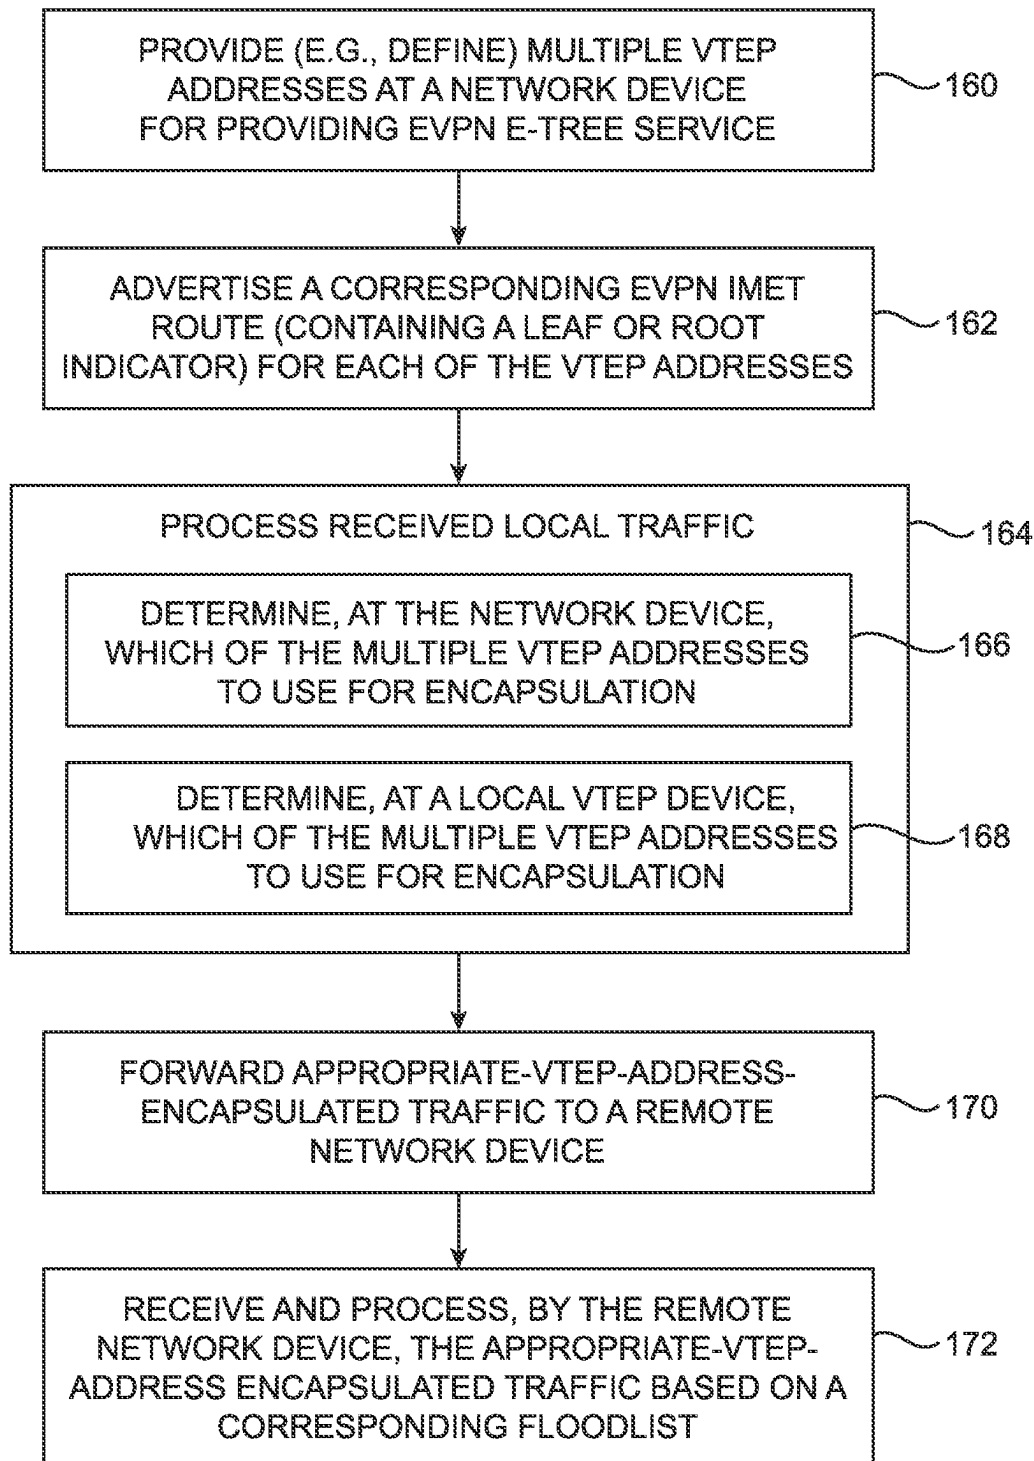 PROVIDE (E.G., DEFINE) MULTIPLE VTEP
ADDRESSES AT A NETWORK DEVICE
FOR PROVIDING EVPN E-TREE SERVICE
160
ADVERTISE A CORRESPONDING EVPN IMET
ROUTE (CONTAINING A LEAF OR ROOT
INDICATOR) FOR EACH OF THE VTEP ADDRESSES
162
PROCESS RECEIVED LOCAL TRAFFIC
164
DETERMINE, AT THE NETWORK DEVICE,
WHICH OF THE MULTIPLE VTEP ADDRESSES
TO USE FOR ENCAPSULATION
166
DETERMINE, AT A LOCAL VTEP DEVICE,
WHICH OF THE MULTIPLE VTEP ADDRESSES
TO USE FOR ENCAPSULATION
168
FORWARD APPROPRIATE-VTEP-ADDRESS-
ENCAPSULATED TRAFFIC TO A REMOTE
NETWORK DEVICE
170
RECEIVE AND PROCESS, BY THE REMOTE
NETWORK DEVICE, THE APPROPRIATE-VTEP-
ADDRESS ENCAPSULATED TRAFFIC BASED ON A
CORRESPONDING FLOODLIST
172